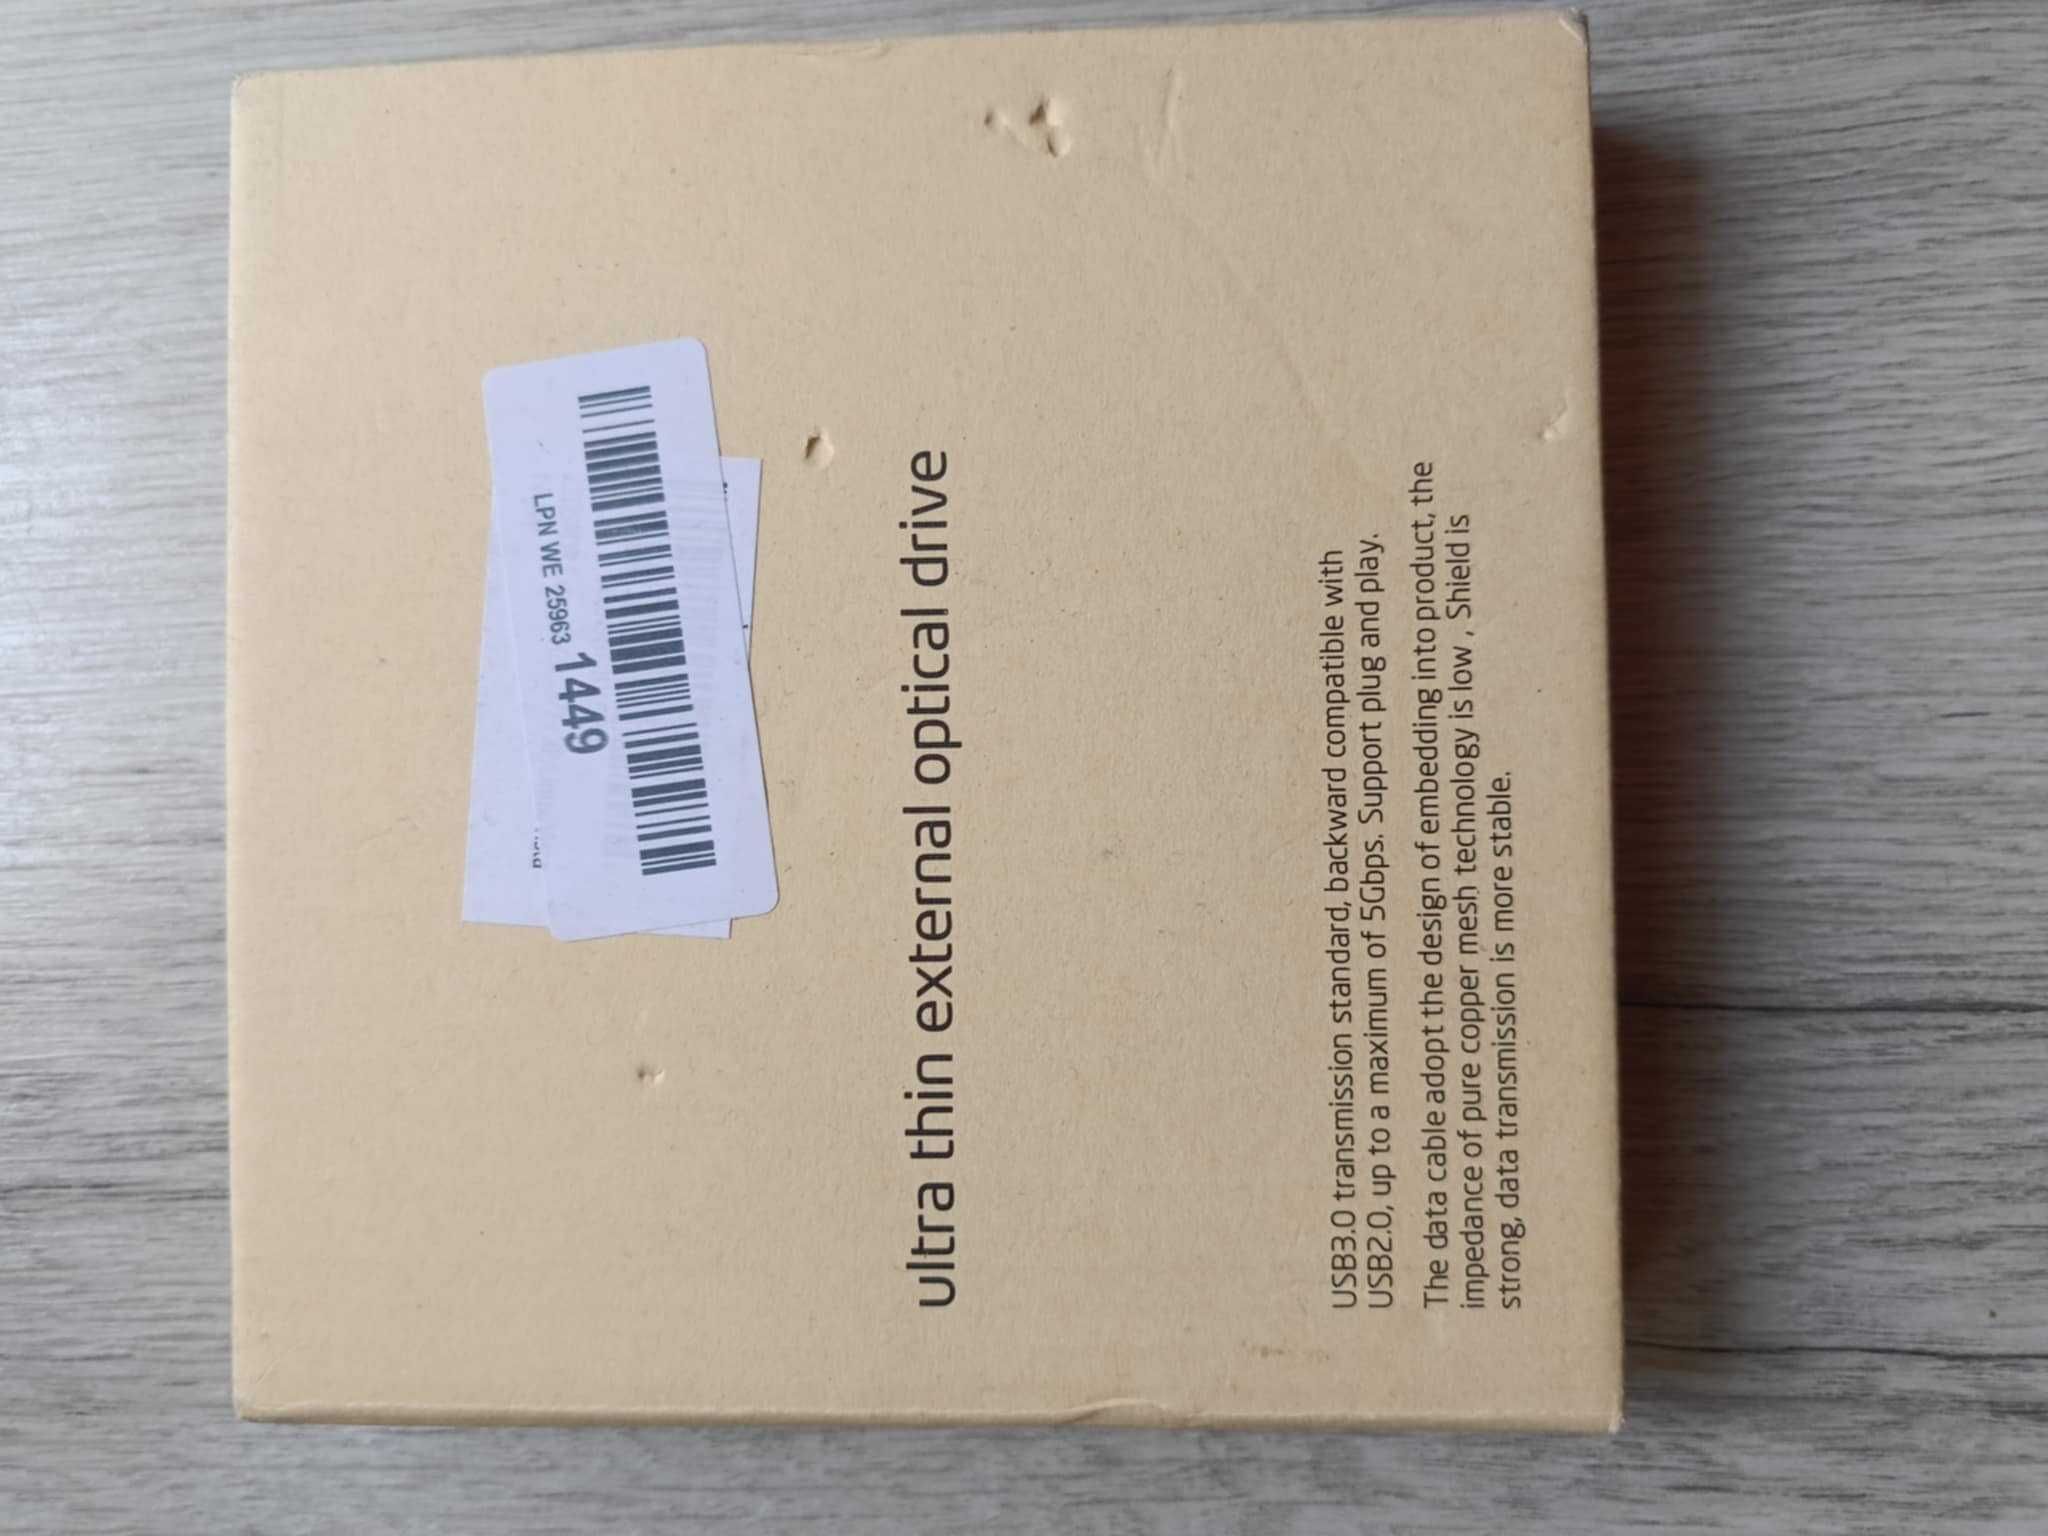 LPN WE 25963 1449
ultra thin external optical drive
USB3.0 transmission standard, backward compatible with
USB2.0, up to a maximum of 5Gbps. Support plug and play.
The data cable adopt the design of embedding into product, the
impedance of pure copper mesh technology is low , Shield is
strong, data transmission is more stable.